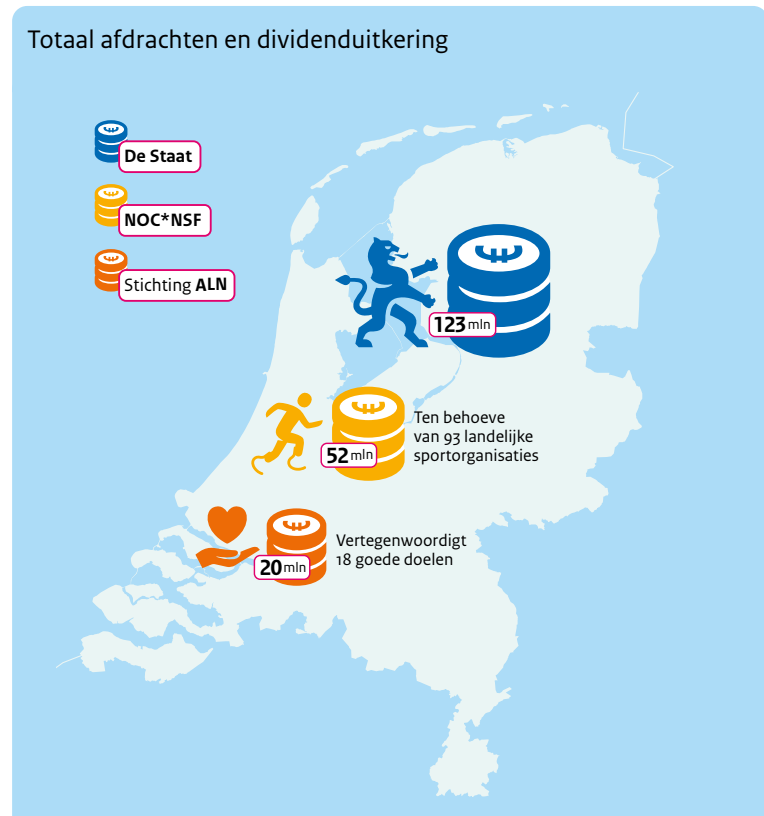 Totaal afdrachten en dividenduitkering
De Staat
NOC*NSF
Stichting ALN
123 mln
52 mln
Ten behoeve
van 93 landelijke
sportorganisaties
20 mln
Vertegenwoordigt
18 goede doelen